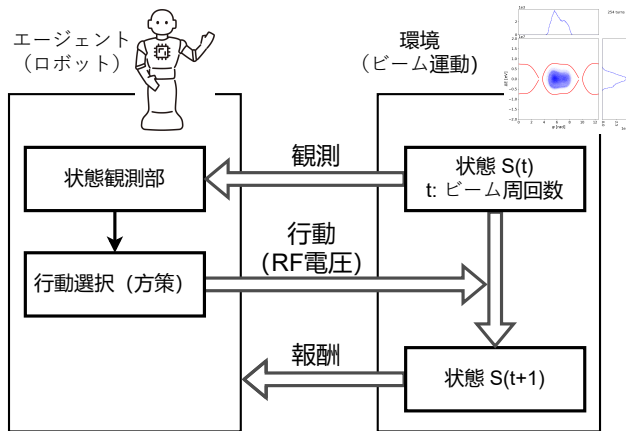 エージェント
（ロボット）
環境
（ビーム運動）
254 turns
状態観測部
観測
状態 S(t)
t: ビーム周回数
行動
(RF電圧)
行動選択（方策）
報酬
状態 S(t+1)